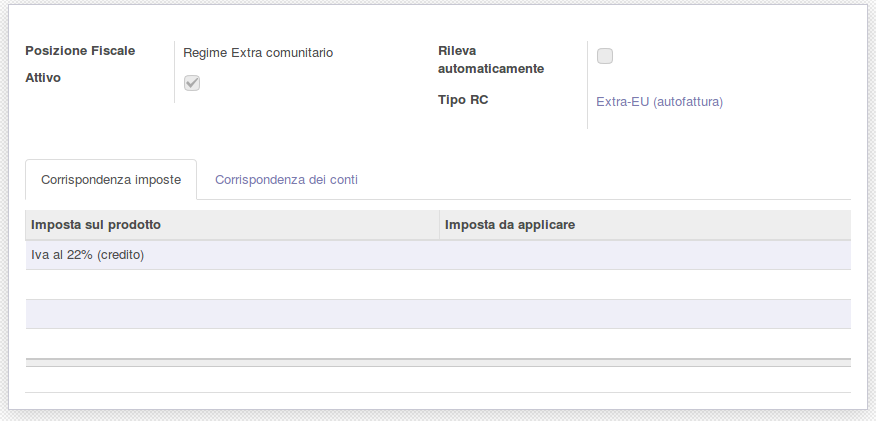 Posizione Fiscale
Regime Extra comunitario
Attivo
Rileva
automaticamente
Tipo RC
Extra-EU (autofattura)
Corrispondenza imposte
Corrispondenza dei conti
Imposta sul prodotto
Imposta da applicare
Iva al 22% (credito)